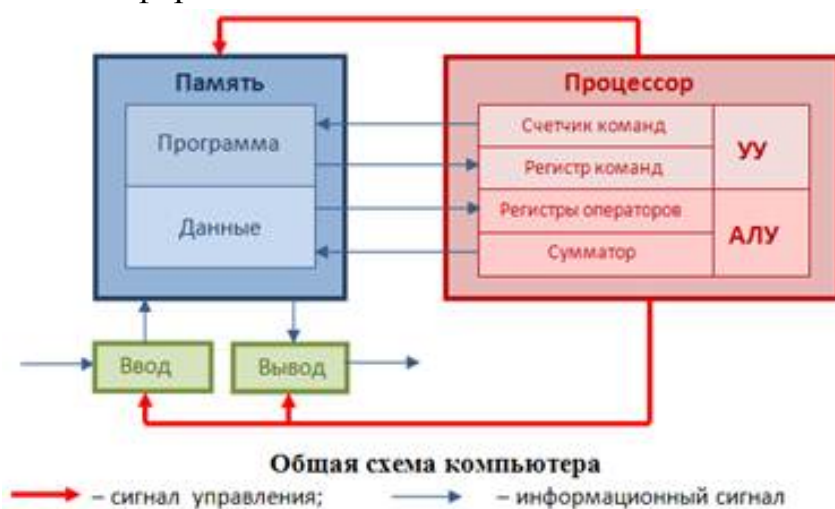 Память
Процессор
Программа
Данные
Счетчик команд
Регистр команд
УУ
Регистры операторов
Сумматор
АЛУ
Ввод
Вывод
Общая схема компьютера
– сигнал управления;
– информационный сигнал